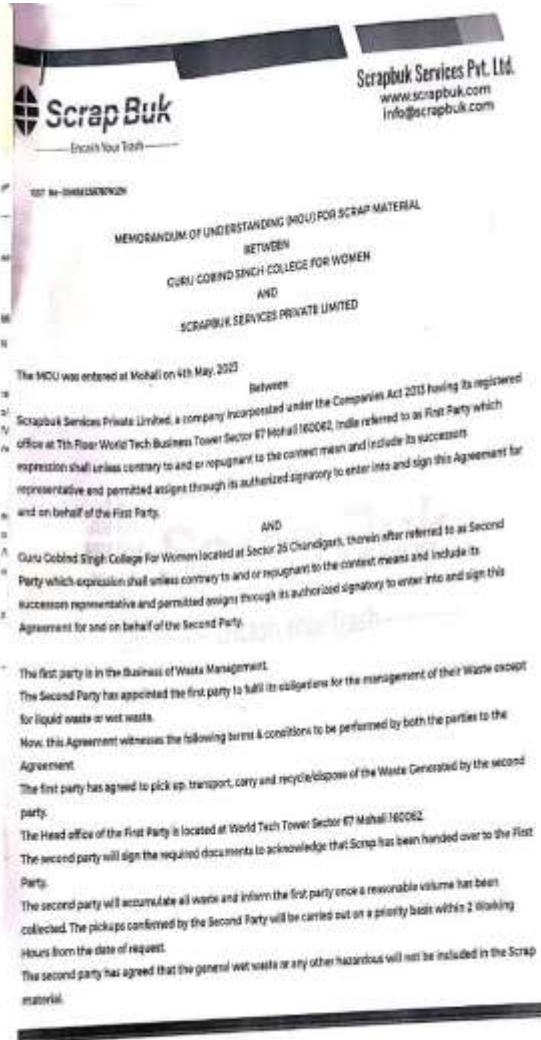 Scrap Buk
Encash Your Trash
Scrapbuk Services Pvt. Ltd.
www.scrapbuk.com
Info@scrapbuk.com
MEMORANDUM OF UNDERSTANDING (MOU) FOR SCRAP MATERIAL
BETWEEN
GURU GOBIND SINGH COLLEGE FOR WOMEN
AND
SCRAPBUK SERVICES PRIVATE LIMITED
The MOU was entered at Mohali on 4th May, 2023
Between
Scrapbuk Services Private Limited, a company incorporated under the Companies Act 2013 having its registered
office at 7th Floor World Tech Business Tower Sector 67 Mohali 160062, India referred to as First Party which
expression shall unless contrary to and or repugnant to the context mean and include its successors
representative and permitted assigns through its authorized signatory to enter into and sign this Agreement for
and on behalf of the First Party.
AND
Guru Gobind Singh College For Women located at Sector 26 Chandigarh, therein after referred to as Second
Party which expression shall unless contrary to and or repugnant to the context means and include its
successors representative and permitted assigns through its authorized signatory to enter into and sign this
Agreement for and on behalf of the Second Party.
The first party is in the Business of Waste Management.
The Second Party has appointed the first party to fulfil its obligations for the management of their Waste except
for liquid waste or wet waste.
Now, this Agreement witnesses the following terms & conditions to be performed by both the parties to the
Agreement
The first party has agreed to pick up, transport, carry and recycle/dispose of the Waste Generated by the second
party.
The Head office of the First Party is located at World Tech Tower Sector 67 Mohali 160062.
The second party will sign the required documents to acknowledge that Scrap has been handed over to the First
Party.
The second party will accumulate all waste and inform the first party once a reasonable volume has been
collected. The pickups confirmed by the Second Party will be carried out on a priority basis within 2 Working
Hours from the date of request.
The second party has agreed that the general wet waste or any other hazardous will not be included in the Scrap
material.